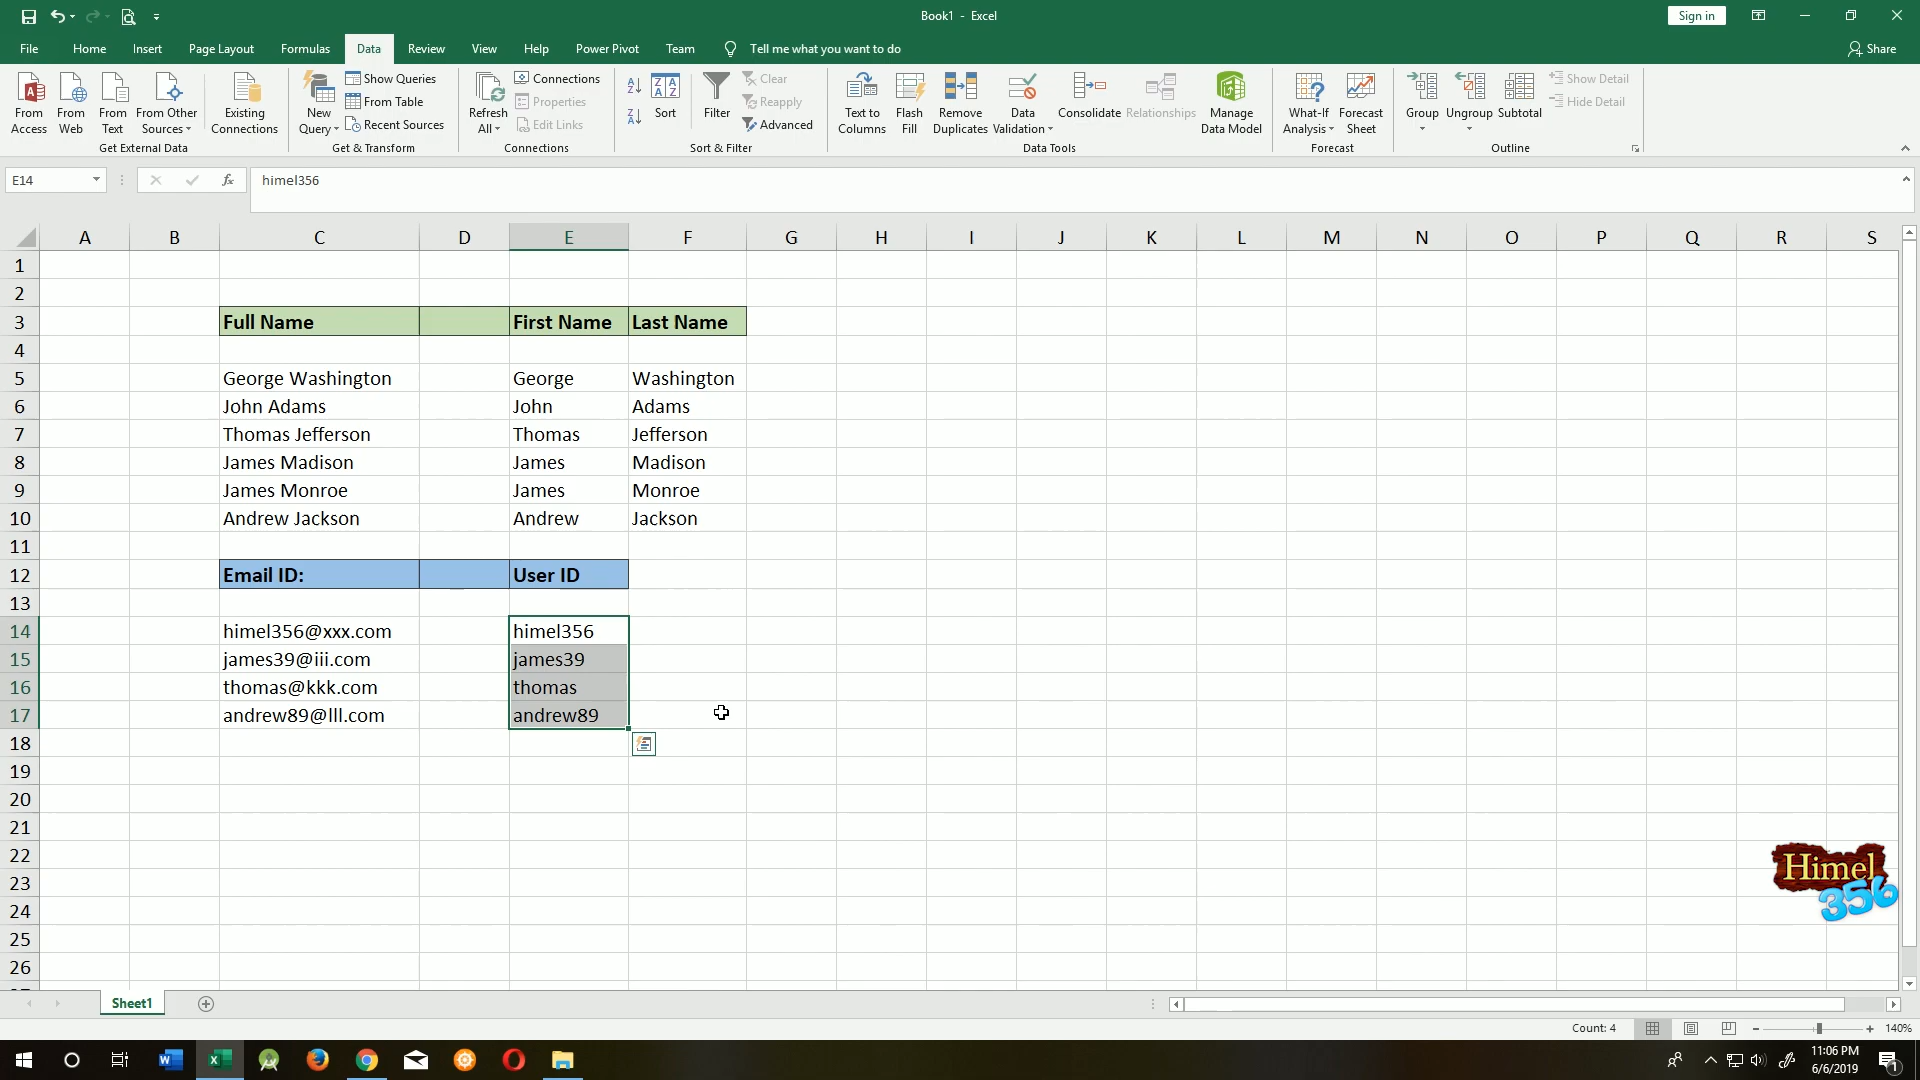 Book1 - Excel
Sign in
File Home Insert Page Layout Formulas Data Review View Help Power Pivot Team Tell me what you want to do
Share
From Access
From Web
From Text
From Other Sources
Existing Connections
Get External Data
New Query
Show Queries
From Table
Recent Sources
Get & Transform
Refresh All
Connections
Properties
Edit Links
Connections
Sort
Filter
Clear
Reapply
Advanced
Sort & Filter
Text to Columns
Flash Fill
Remove Duplicates
Data Validation
Consolidate
Relationships
Manage Data Model
Data Tools
What-If Analysis
Forecast Sheet
Forecast
Group
Ungroup
Subtotal
Show Detail
Hide Detail
Outline
E14
fx
himel356
A B C D E F G H I J K L M N O P Q R S
1
2
3 Full Name First Name Last Name
4
5 George Washington George Washington
6 John Adams John Adams
7 Thomas Jefferson Thomas Jefferson
8 James Madison James Madison
9 James Monroe James Monroe
10 Andrew Jackson Andrew Jackson
11
12 Email ID: User ID
13
14 himel356@xxx.com himel356
15 james39@iii.com james39
16 thomas@kkk.com thomas
17 andrew89@lll.com andrew89
18
19
20
21
22
23
24
25
26
Himel
356
Sheet1
Count: 4
140%
11:06 PM
6/6/2019
1